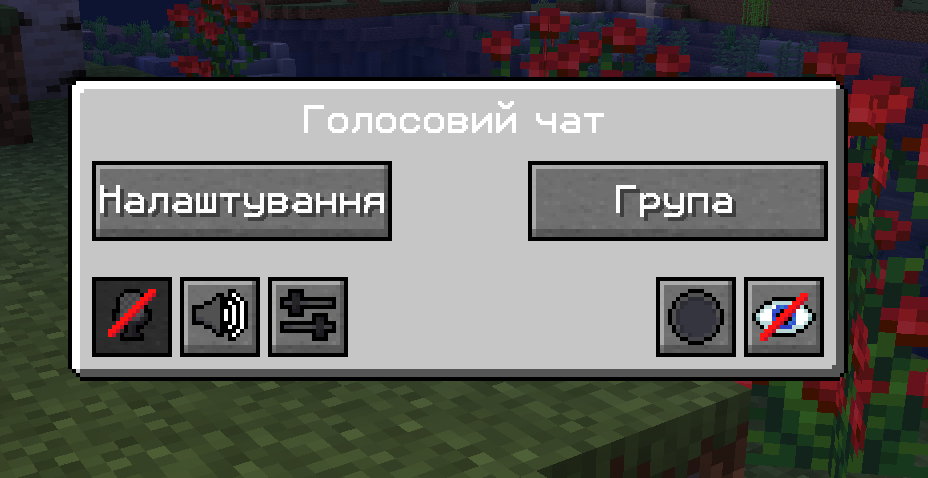 Голосовий чат
Налаштування
Група